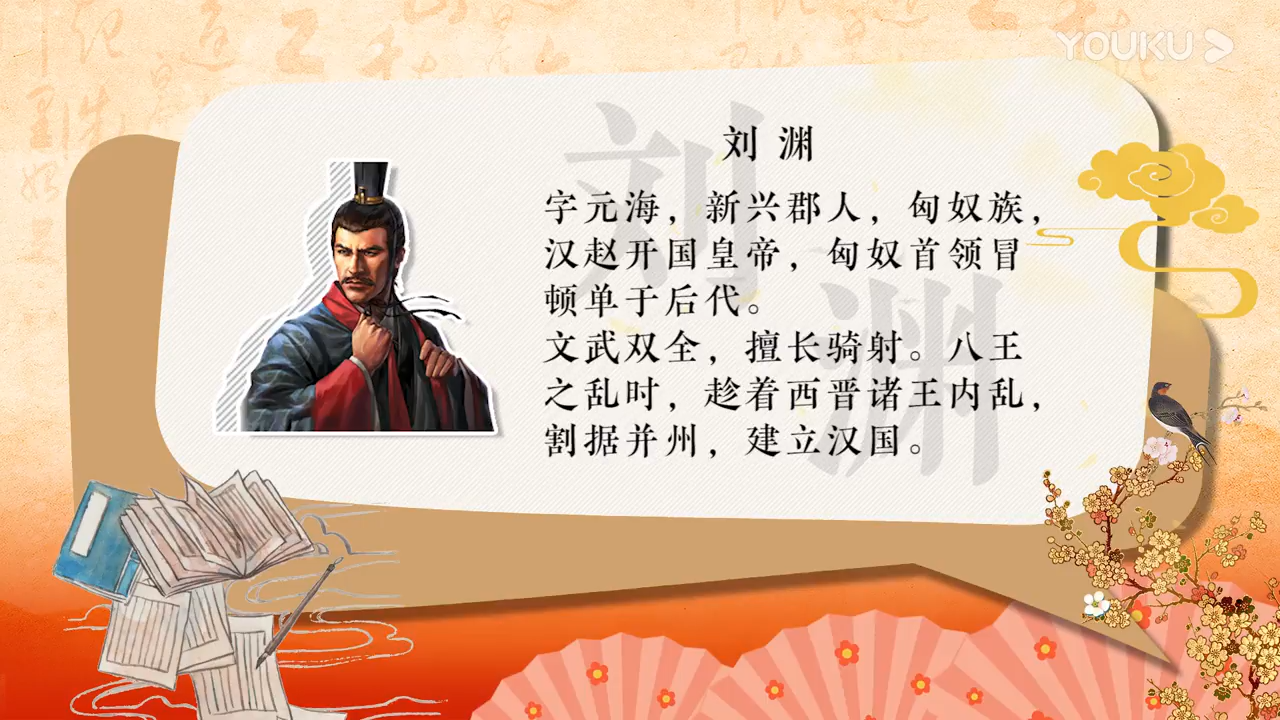 YOUKU
刘渊
字元海，新兴郡人，匈奴族，
汉赵开国皇帝，匈奴首领冒
顿单于后代。
文武双全，擅长骑射。八王
之乱时，趁着西晋诸王内乱，
割据并州，建立汉国。
刘
渊